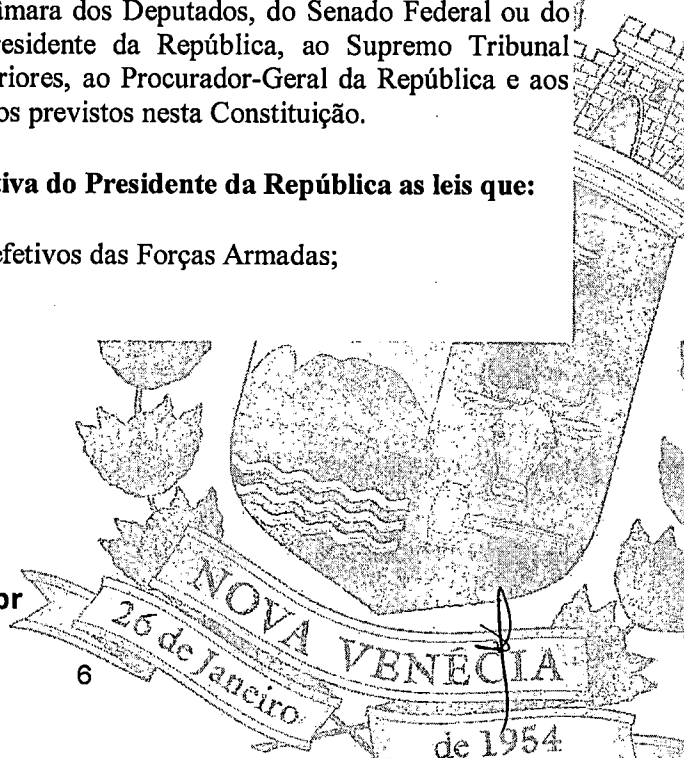 âmara dos Deputados, do Senado Federal ou do
residente da República, ao Supremo Tribunal
riores, ao Procurador-Geral da República e aos
os previstos nesta Constituição.
tiva do Presidente da República as leis que:
efetivos das Forças Armadas;
or
NOVA VENÉCIA
26 de Janeiro
6
de 1954